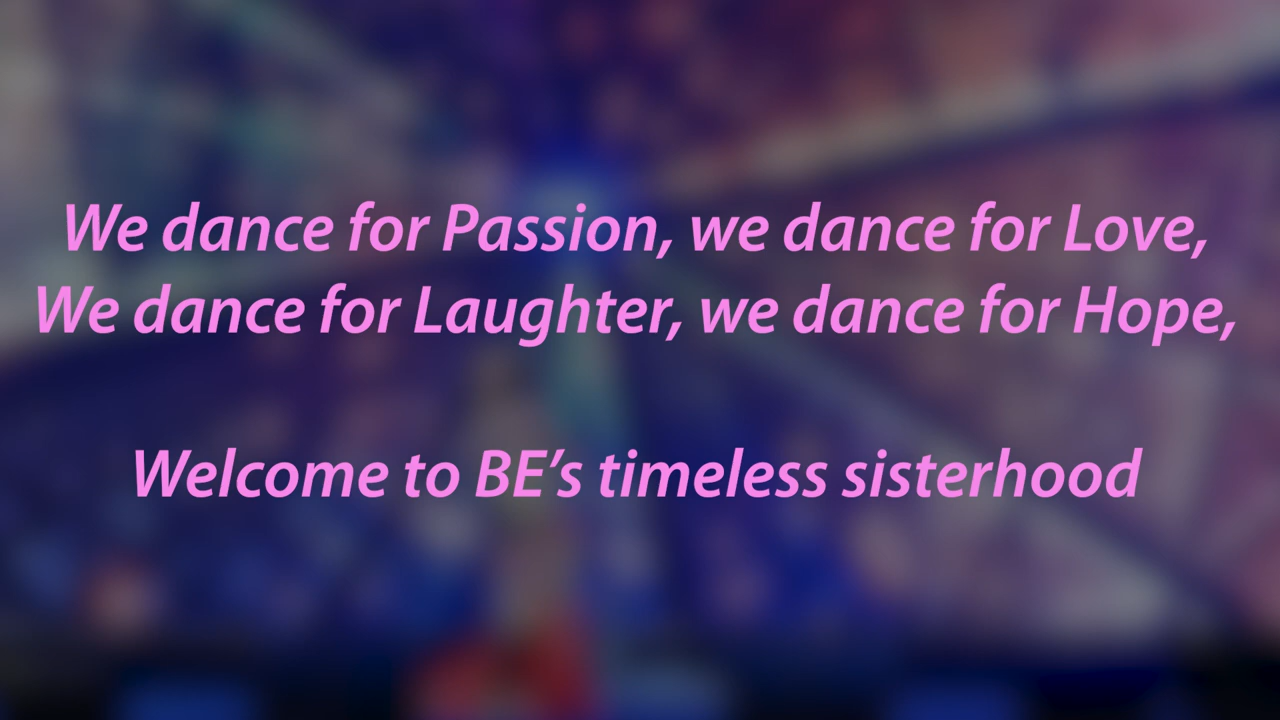 We dance for Passion, we dance for Love,
We dance for Laughter, we dance for Hope,
Welcome to BE’s timeless sisterhood